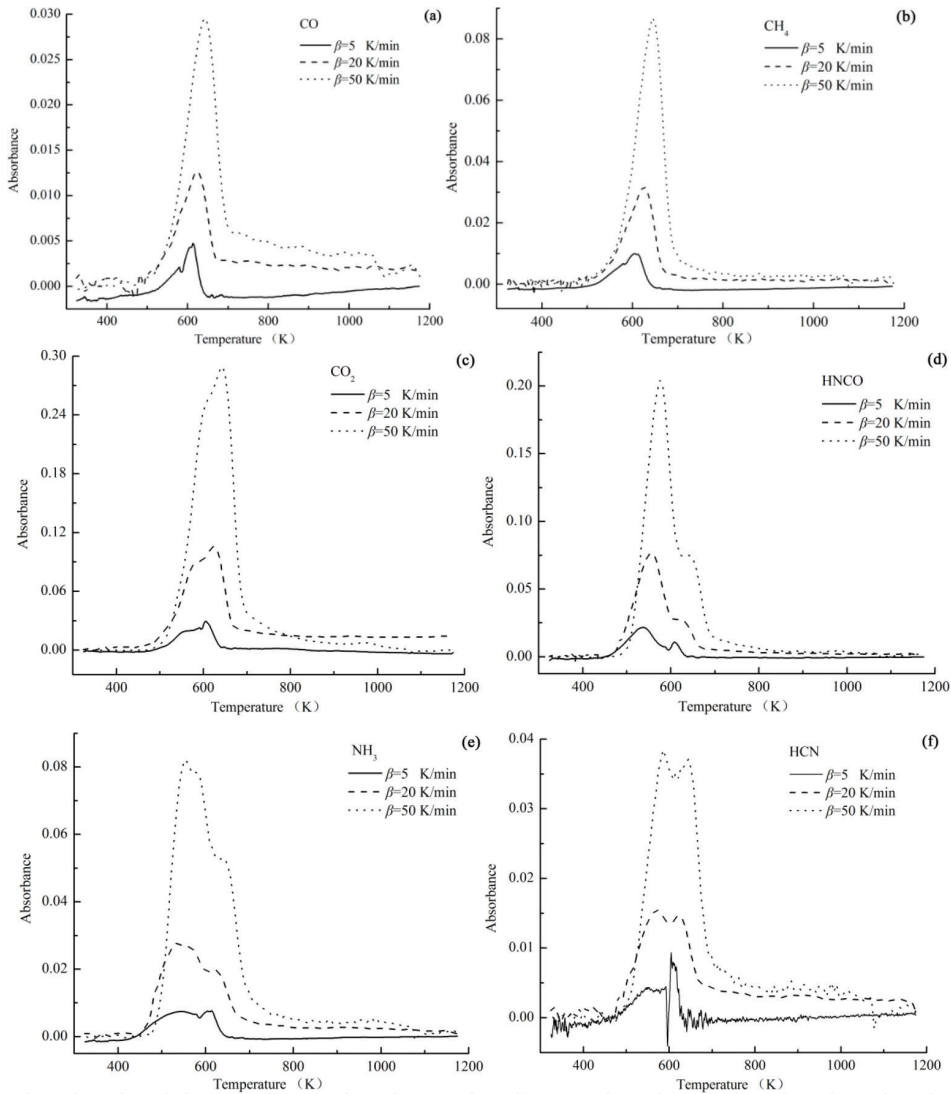 (a)
CO
β=5 K/min
β=20 K/min
β=50 K/min
0.030
0.025
0.020
0.015
0.010
0.005
0.000
Absorbance
400 600 800 1000 1200
Temperature (K)
(b)
CH4
β=5 K/min
β=20 K/min
β=50 K/min
0.08
0.06
0.04
0.02
0.00
Absorbance
400 600 800 1000 1200
Temperature (K)
(c)
CO2
β=5 K/min
β=20 K/min
β=50 K/min
0.30
0.24
0.18
0.12
0.06
0.00
Absorbance
400 600 800 1000 1200
Temperature (K)
(d)
HNCO
β=5 K/min
β=20 K/min
β=50 K/min
0.20
0.15
0.10
0.05
0.00
Absorbance
400 600 800 1000 1200
Temperature (K)
(e)
NH3
β=5 K/min
β=20 K/min
β=50 K/min
0.08
0.06
0.04
0.02
0.00
Absorbance
400 600 800 1000 1200
Temperature (K)
(f)
HCN
β=5 K/min
β=20 K/min
β=50 K/min
0.04
0.03
0.02
0.01
0.00
Absorbance
400 600 800 1000 1200
Temperature (K)